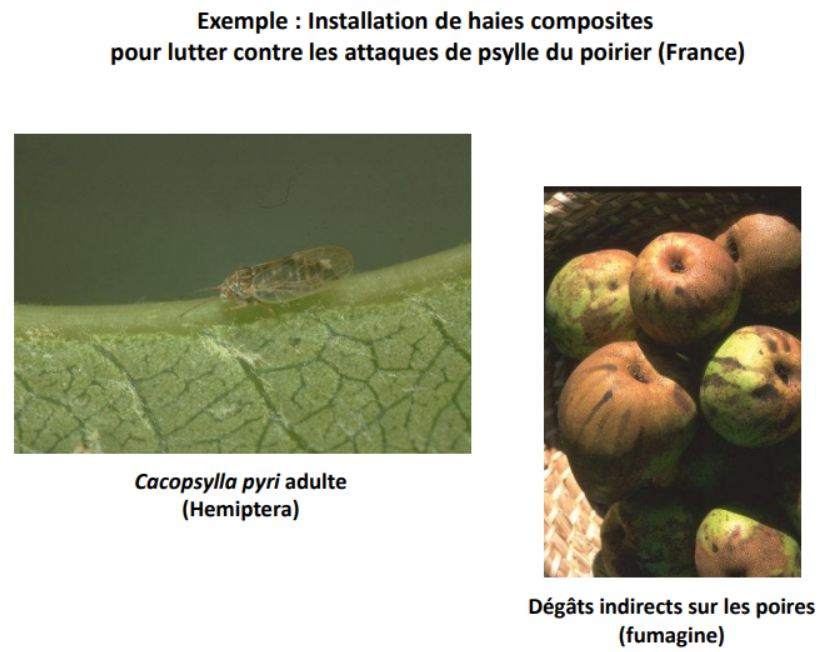 Exemple : Installation de haies composites
pour lutter contre les attaques de psylle du poirier (France)
Cacopsylla pyri adulte
(Hemiptera)
Dégâts indirects sur les poires
(fumagine)